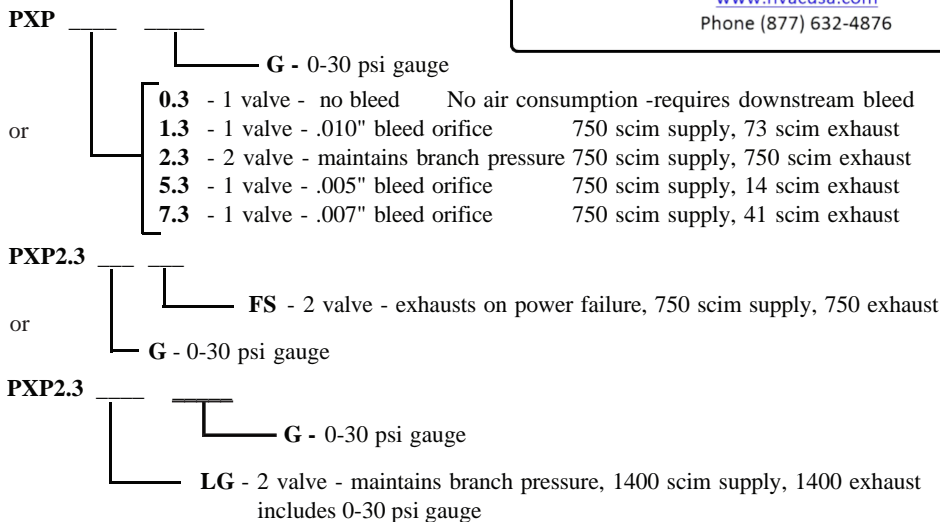 www.hvacusa.com
Phone (877) 632-4876
PXP ____ _____
G - 0-30 psi gauge
0.3 - 1 valve - no bleed No air consumption -requires downstream bleed
or
1.3 - 1 valve - .010" bleed orifice 750 scim supply, 73 scim exhaust
2.3 - 2 valve - maintains branch pressure 750 scim supply, 750 scim exhaust
5.3 - 1 valve - .005" bleed orifice 750 scim supply, 14 scim exhaust
7.3 - 1 valve - .007" bleed orifice 750 scim supply, 41 scim exhaust
PXP2.3 ___ ___
FS - 2 valve - exhausts on power failure, 750 scim supply, 750 exhaust
or
G - 0-30 psi gauge
PXP2.3 ____ _____
G - 0-30 psi gauge
LG - 2 valve - maintains branch pressure, 1400 scim supply, 1400 exhaust
includes 0-30 psi gauge